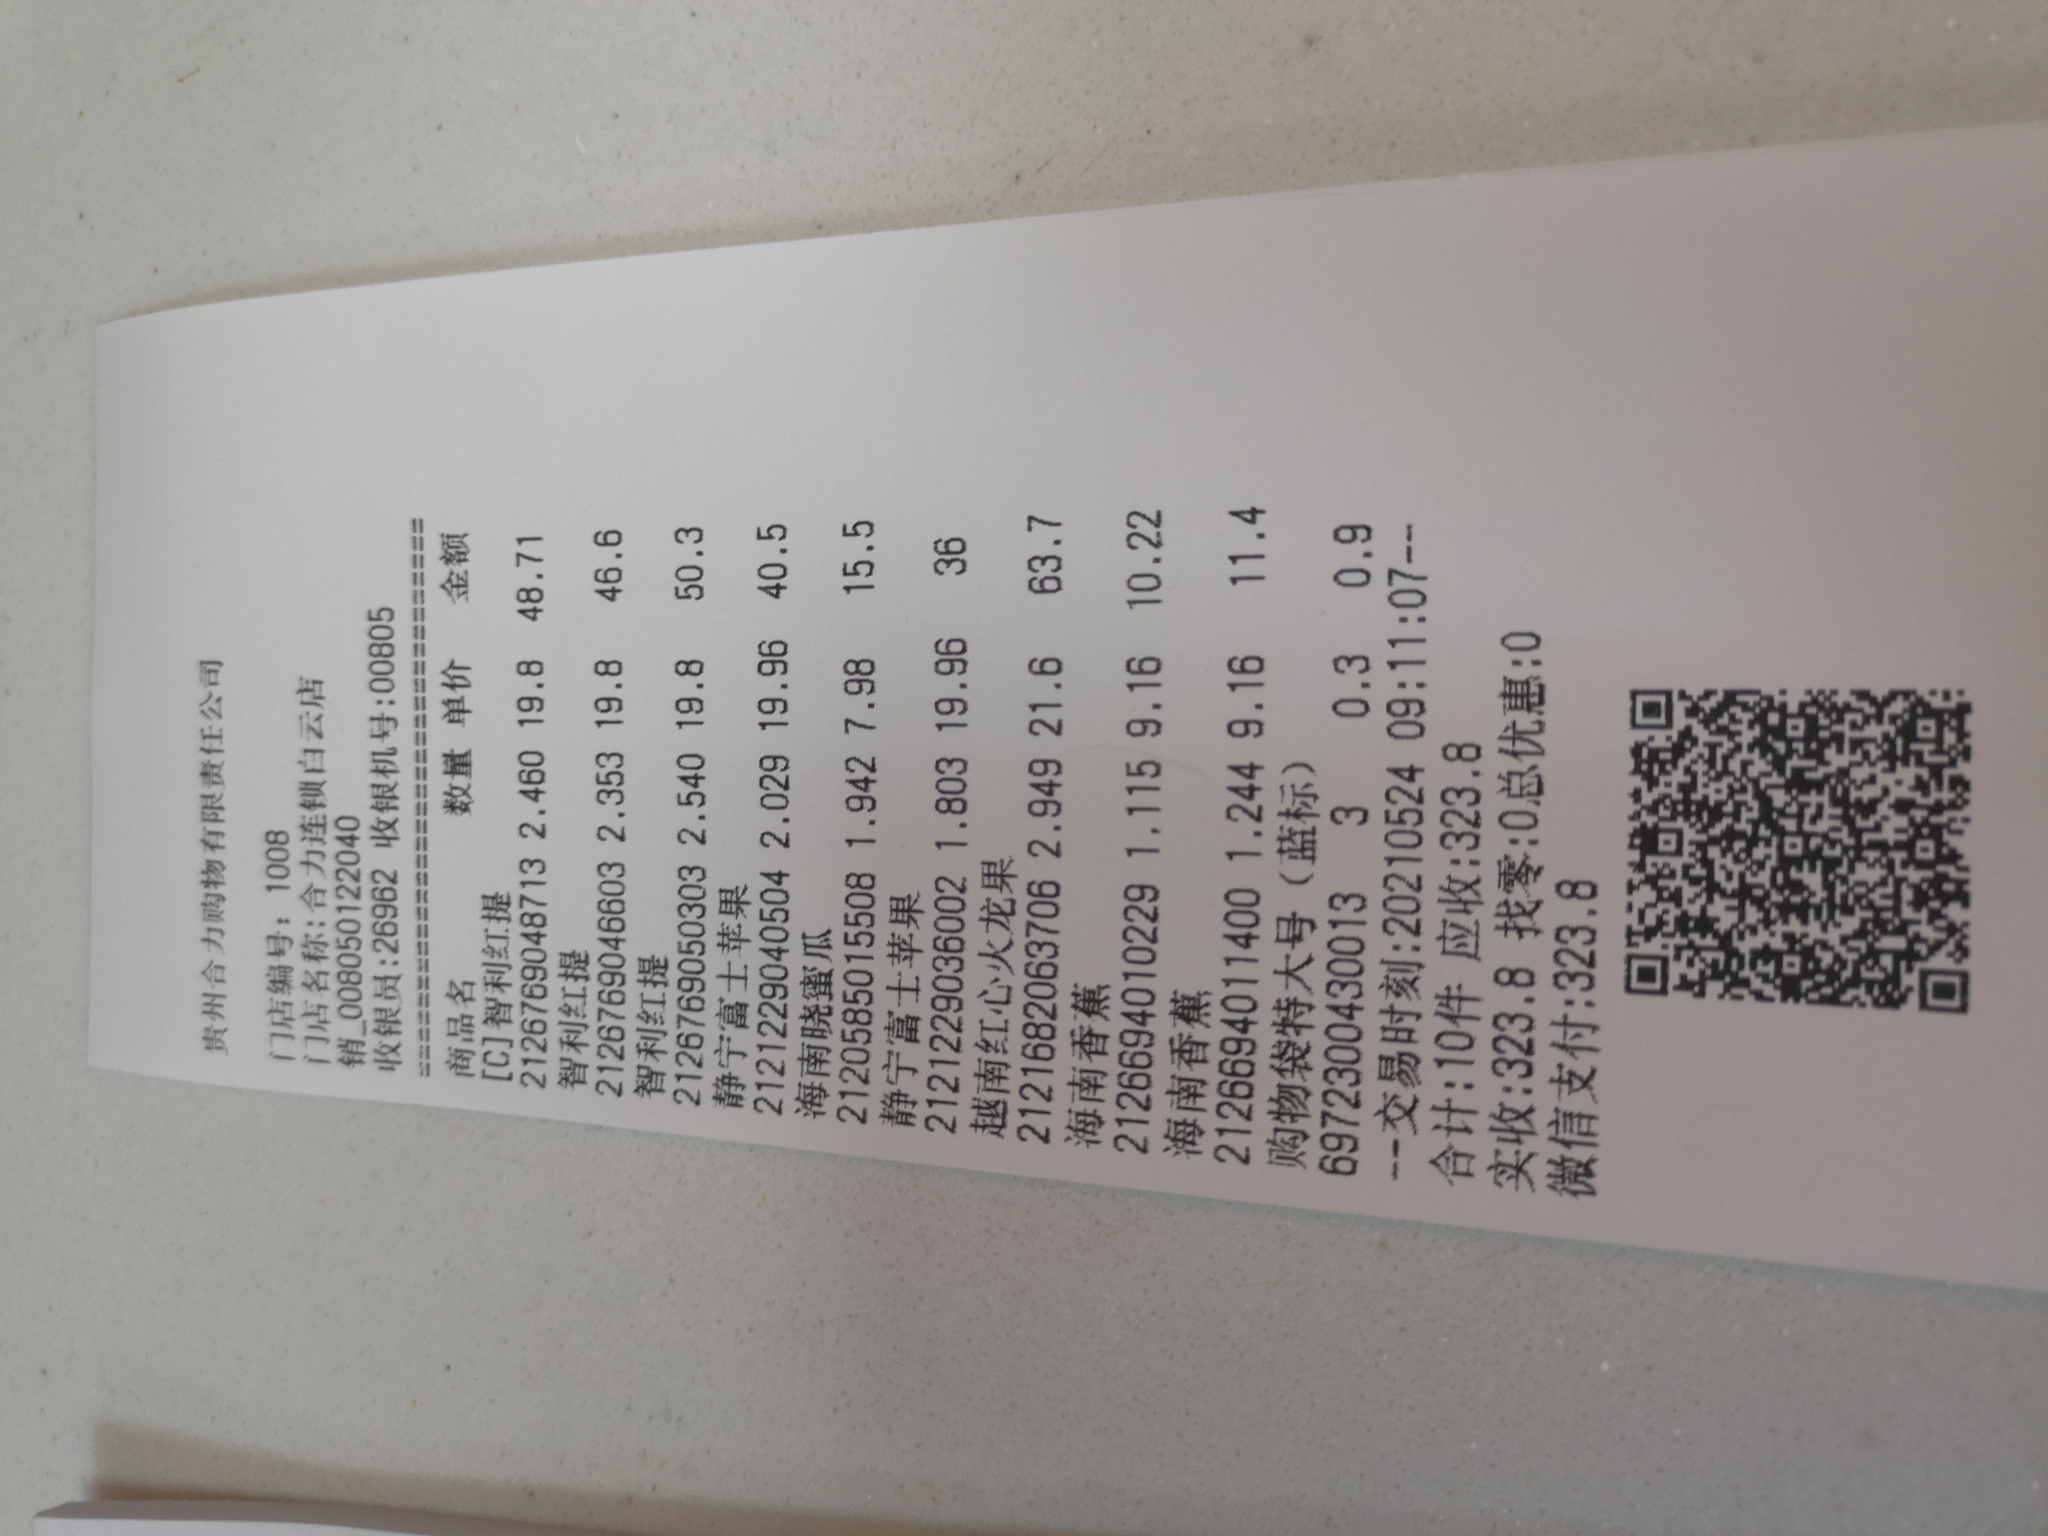 贵州合力购物有限责任公司
门店编号: 1008
门店名称:合力连锁白云店
销_00805012​2040
收银员:26962 收银机号:00805
================================
商品名 数量 单价 金额
[C]智利红提
2126769048713 2.460 19.8 48.71
智利红提
2126769046603 2.353 19.8 46.6
智利红提
2126769050303 2.540 19.8 50.3
静宁富士苹果
2121229040504 2.029 19.96 40.5
海南晓蜜瓜
2120585015508 1.942 7.98 15.5
静宁富士苹果
2121229036002 1.803 19.96 36
越南红心火龙果
2121682063706 2.949 21.6 63.7
海南香蕉
2126694010229 1.115 9.16 10.22
海南香蕉
2126694011400 1.244 9.16 11.4
购物袋特大号（蓝标）
6972300430013 3 0.3 0.9
--交易时刻:20210524 09:11:07--
合计:10件 应收:323.8
实收:323.8 找零:0总优惠:0
微信支付:323.8